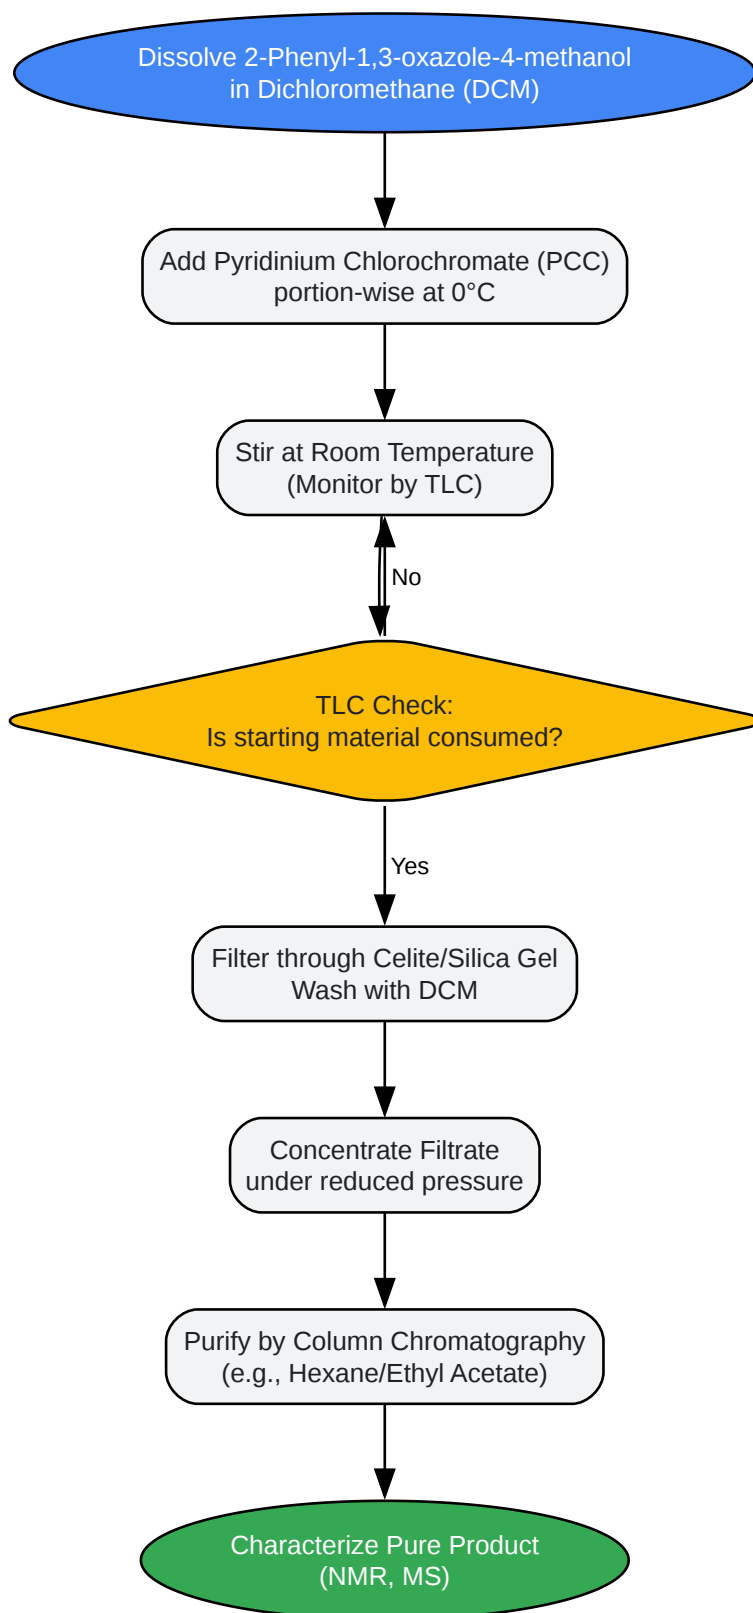 Dissolve 2-Phenyl-1,3-oxazole-4-methanol
in Dichloromethane (DCM)
Add Pyridinium Chlorochromate (PCC)
portion-wise at 0°C
Stir at Room Temperature
(Monitor by TLC)
No
TLC Check:
Is starting material consumed?
Yes
Filter through Celite/Silica Gel
Wash with DCM
Concentrate Filtrate
under reduced pressure
Purify by Column Chromatography
(e.g., Hexane/Ethyl Acetate)
Characterize Pure Product
(NMR, MS)